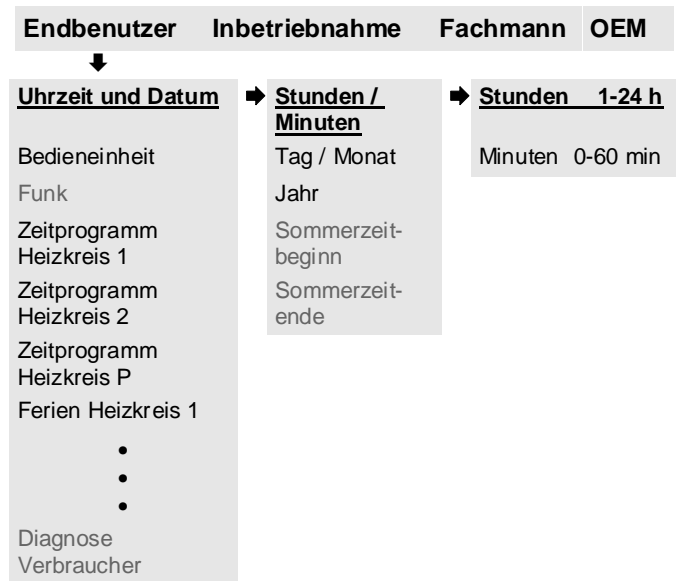 Endbenutzer Inbetriebnahme Fachmann OEM
Uhrzeit und Datum
Bedieneinheit
Funk
Zeitprogramm
Heizkreis 1
Zeitprogramm
Heizkreis 2
Zeitprogramm
Heizkreis P
Ferien Heizkreis 1
Diagnose
Verbraucher
Stunden /
Minuten
Tag / Monat
Jahr
Sommerzeit-
beginn
Sommerzeit-
ende
Stunden 1-24 h
Minuten 0-60 min